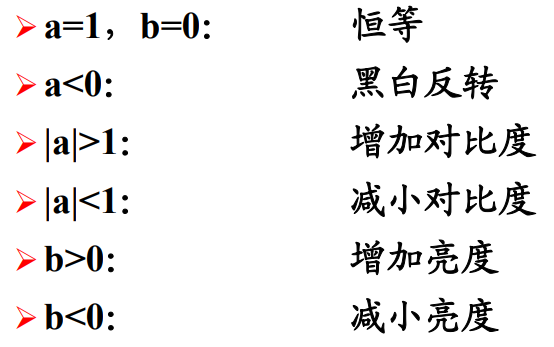 ➢a=1，b=0: 恒等
➢a<0: 黑白反转
➢|a|>1: 增加对比度
➢|a|<1: 减小对比度
➢b>0: 增加亮度
➢b<0: 减小亮度